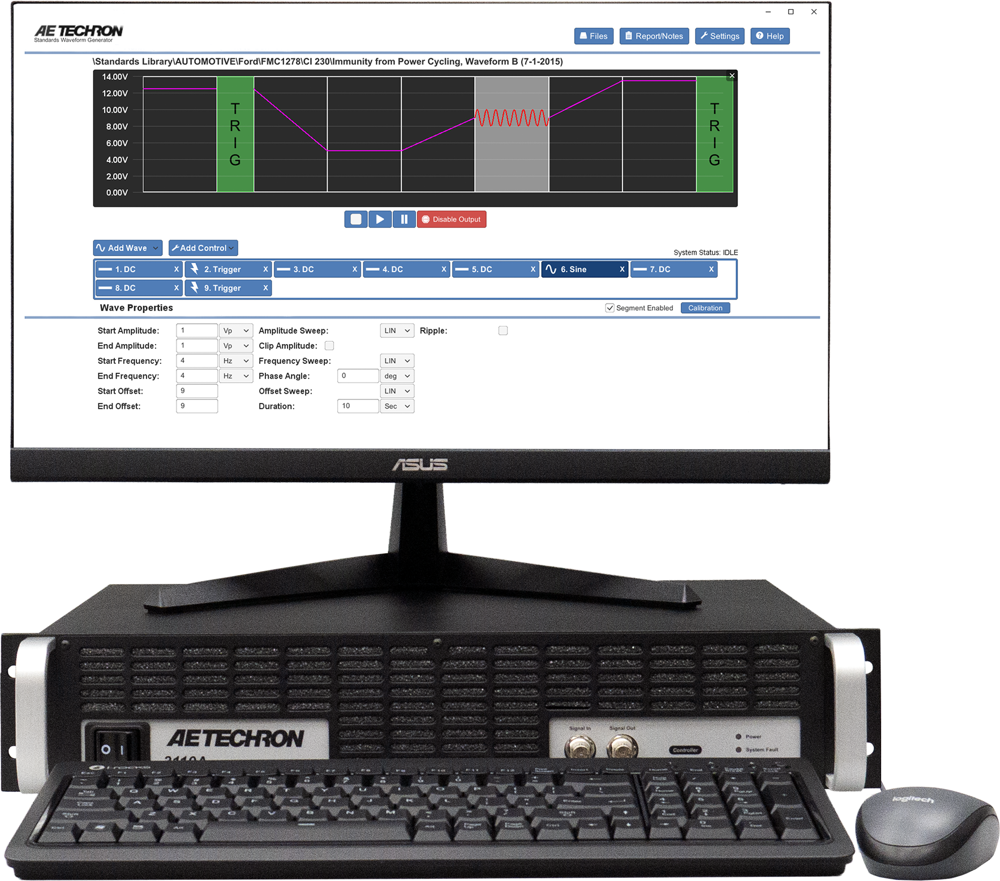 AE TECHRON
Standards Waveform Generator
Files Report/Notes Settings Help
\Standards Library\AUTOMOTIVE\Ford\FMC1278\CI 230\Immunity from Power Cycling, Waveform B (7-1-2015)
14.00V
12.00V
10.00V
8.00V
6.00V
4.00V
2.00V
0.00V
TRIG
TRIG
Disable Output
Add Wave Add Control
System Status: IDLE
1. DC X 2. Trigger X 3. DC X 4. DC X 5. DC X 6. Sine X 7. DC X
8. DC X 9. Trigger X
Wave Properties Segment Enabled Calibration
Start Amplitude: 1 Vp Amplitude Sweep: LIN Ripple:
End Amplitude: 1 Vp Clip Amplitude:
Start Frequency: 4 Hz Frequency Sweep: LIN
End Frequency: 4 Hz Phase Angle: 0 deg
Start Offset: 9 Offset Sweep: LIN
End Offset: 9 Duration: 10 Sec
ASUS
AE TECHRON
Signal In Signal Out
Controller
Power
System Fault
i-rocks
logitech